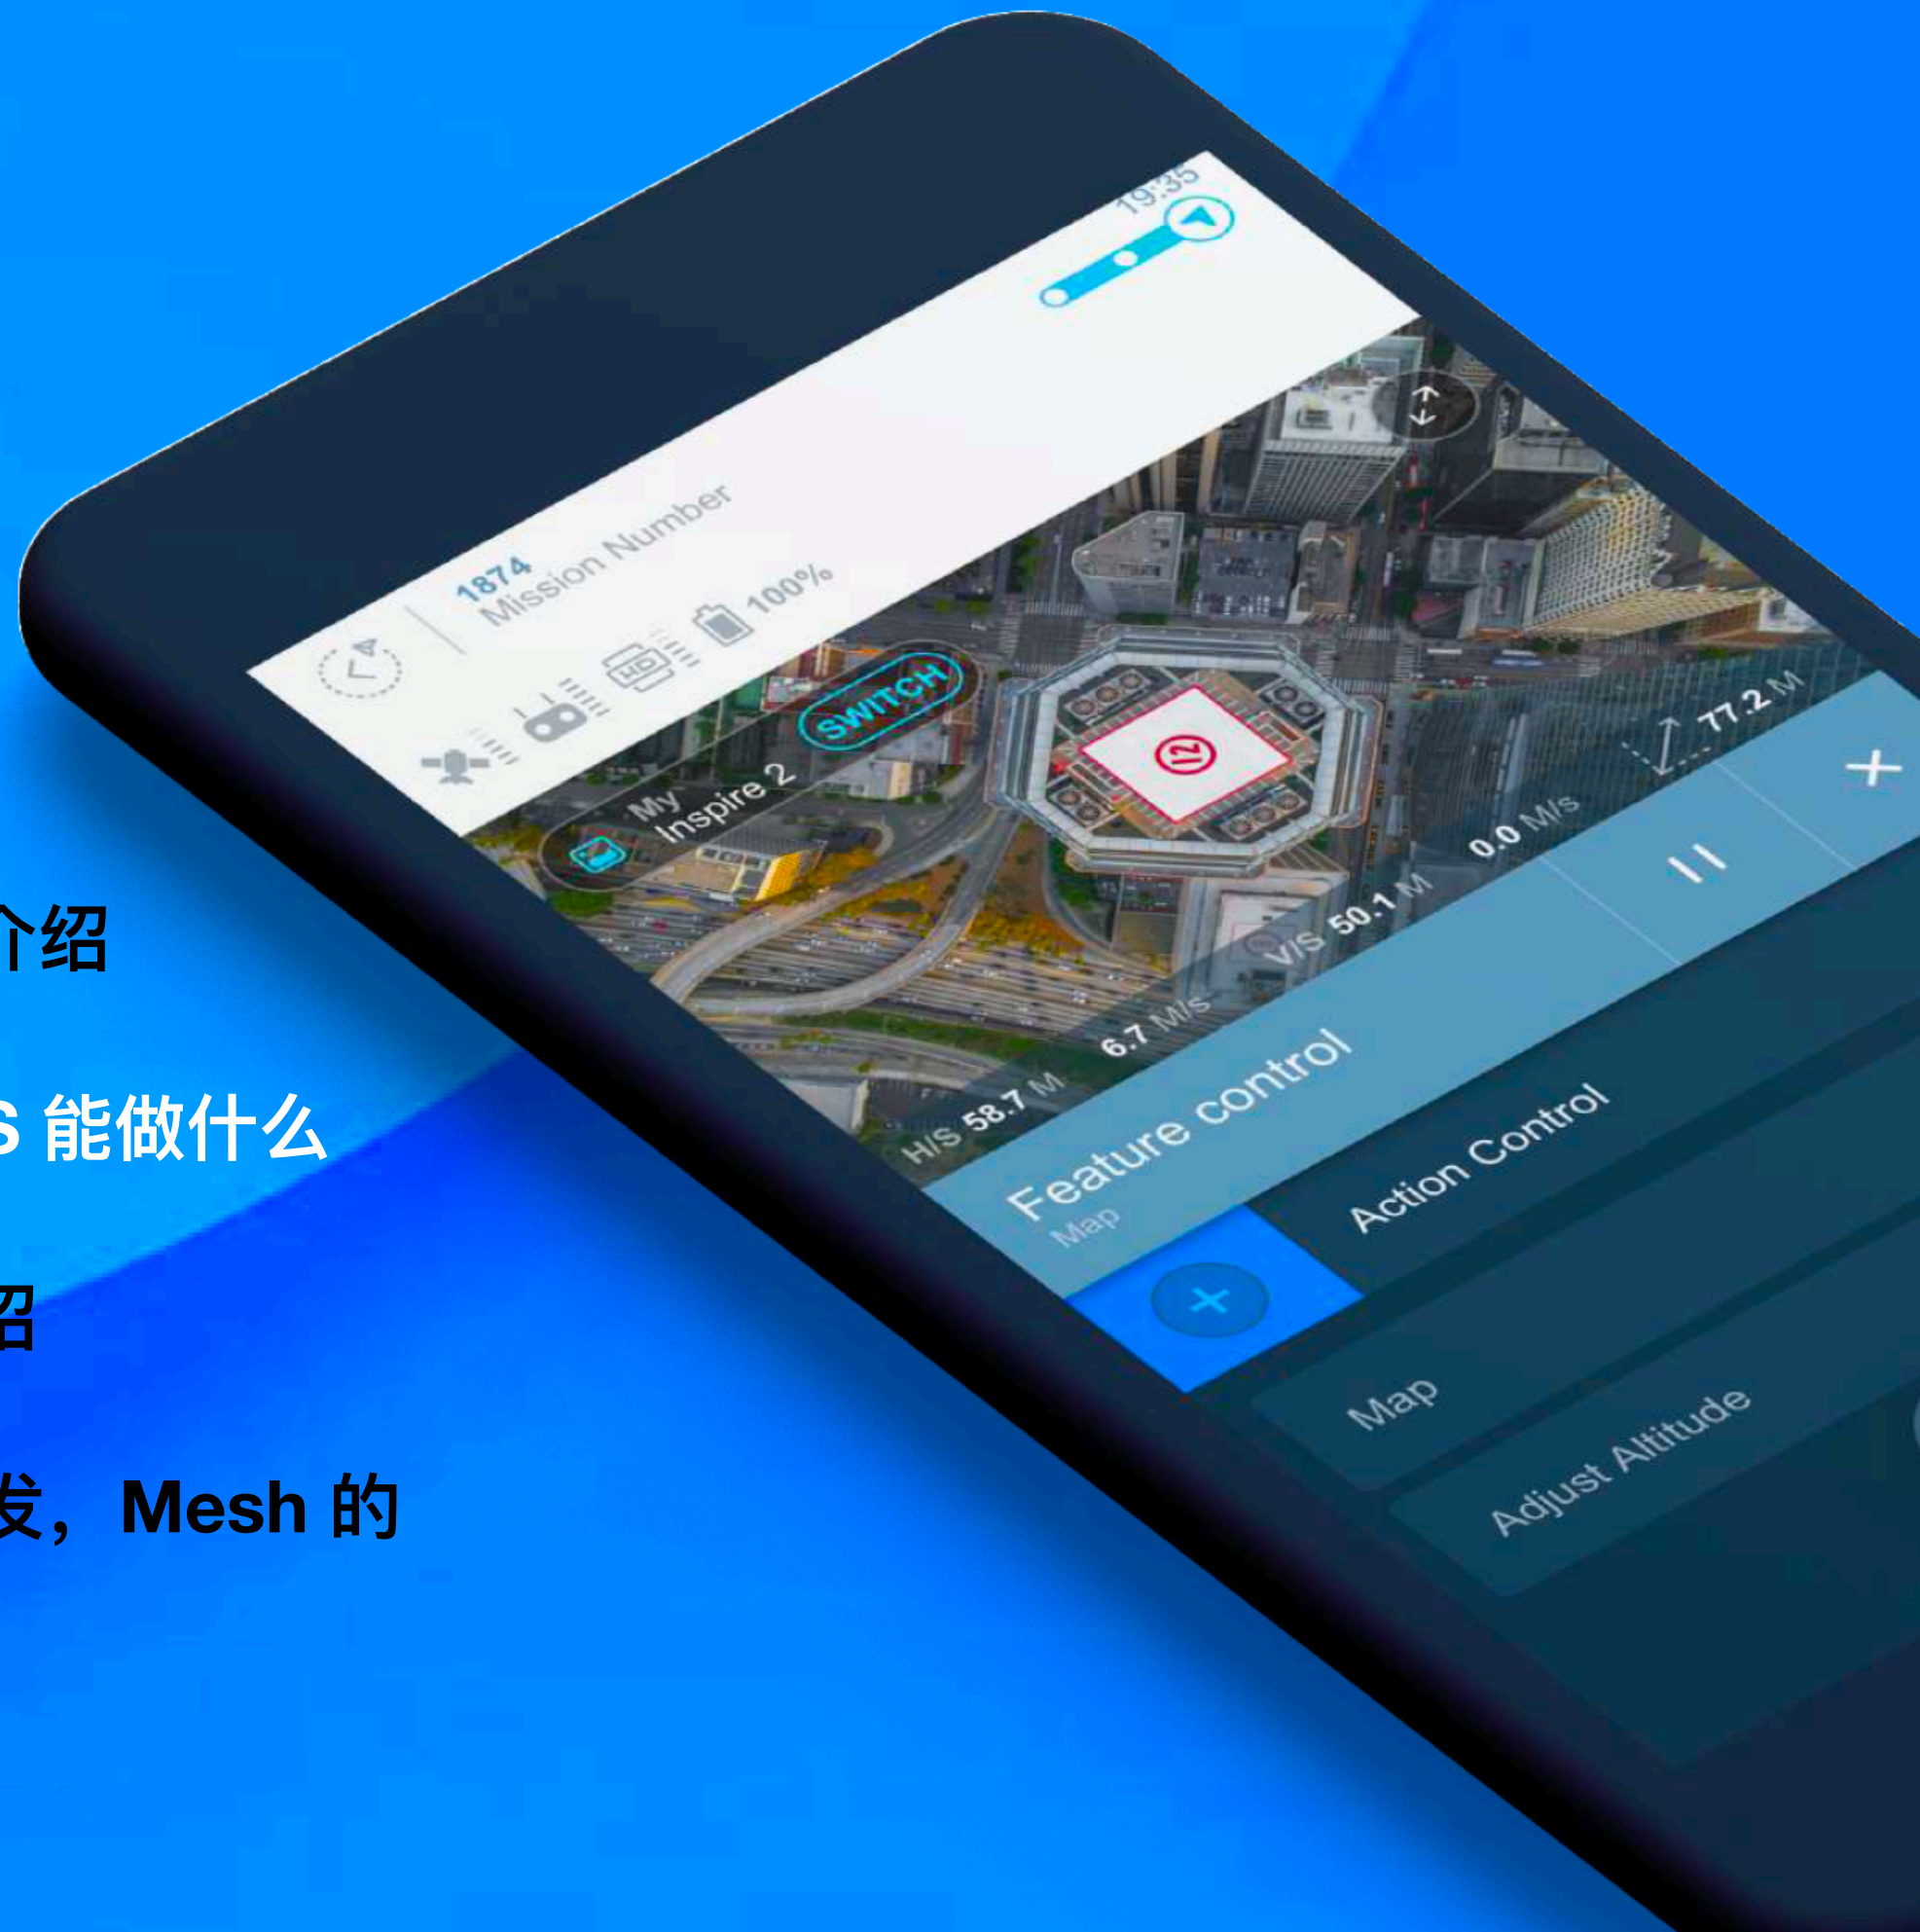 19:35
1874
Mission Number
HD
100%
SWITCH
My
Inspire 2
77.2 M
0.0 M/s
V/S 50.1 M
6.7 M/s
H/S 58.7 M
Feature control
Map
Action Control
Map
Adjust Altitude
介绍
S 能做什么
绍
发，Mesh 的